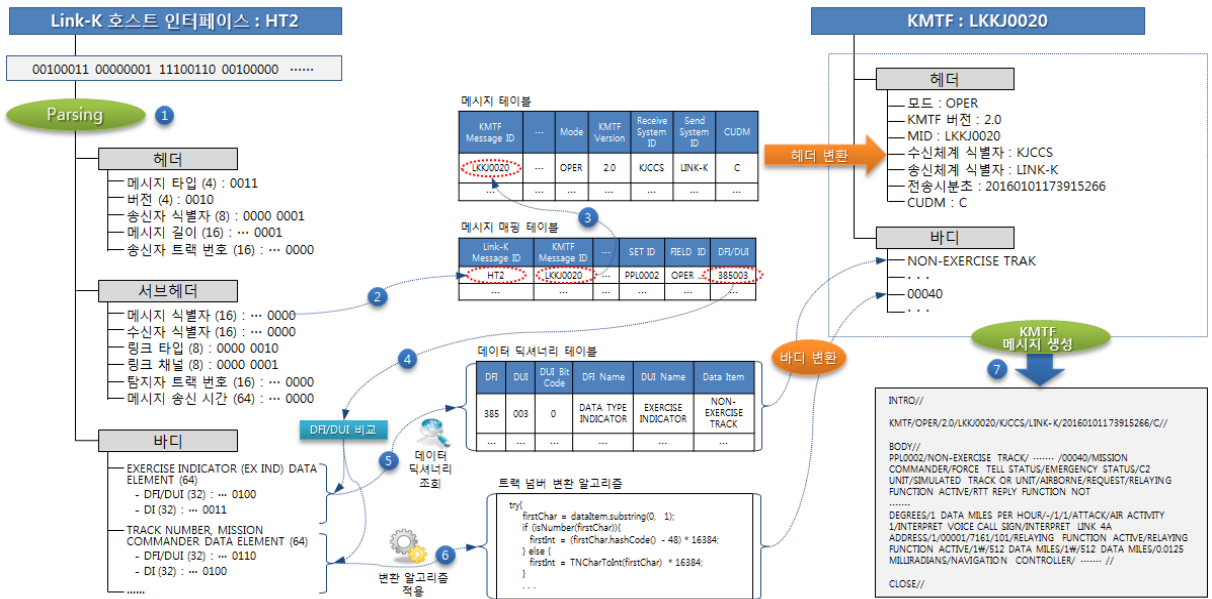 Link-K 호스트 인터페이스 : HT2
00100011 00000001 11100110 00100000 ······
Parsing
1
헤더
메시지 타입 (4) : 0011
버전 (4) : 0010
송신자 식별자 (8) : 0000 0001
메시지 길이 (16) : ··· 0001
송신자 트랙 번호 (16) : ··· 0000
서브헤더
메시지 식별자 (16) : ··· 0000
수신자 식별자 (16) : ··· 0000
링크 타입 (8) : 0000 0010
링크 채널 (8) : 0000 0001
탐지자 트랙 번호 (16) : ··· 0000
메시지 송신 시간 (64) : ··· 0000
바디
EXERCISE INDICATOR (EX IND) DATA
ELEMENT (64)
- DFI/DUI (32) : ··· 0100
- DI (32) : ··· 0011
TRACK NUMBER, MISSION
COMMANDER DATA ELEMENT (64)
- DFI/DUI (32) : ··· 0110
- DI (32) : ··· 0100
······
메시지 테이블
KMTF Message ID ··· Mode KMTF Version Receive System ID Send System ID CUDM
LKKJ0020 ··· OPER 2.0 KJCCS LINK-K C
··· ··· ··· ··· ··· ···
3
메시지 매핑 테이블
Link-K Message ID KMTF Message ID ··· SET ID FIELD ID DFI/DUI
HT2 LKKJ0020 ··· PPL0002 OPER ... 385003
··· ··· ··· ··· ···
2
4
DFI/DUI 비교
5
데이터
딕셔너리
조회
데이터 딕셔너리 테이블
DFI DUI DUI Bit Code DFI Name DUI Name Data Item
385 003 0 DATA TYPE INDICATOR EXERCISE INDICATOR NON-EXERCISE TRACK
··· ··· ··· ··· ··· ···
트랙 넘버 변환 알고리즘
try{
firstChar = dataItem.substring(0, 1);
if (isNumber(firstChar)){
firstInt = (firstChar.hashCode() - 48) * 16384;
} else {
firstInt = TNCharToInt(firstChar) * 16384;
}
. . .
6
변환 알고리즘
적용
헤더 변환
바디 변환
KMTF : LKKJ0020
헤더
모드 : OPER
KMTF 버전 : 2.0
MID : LKKJ0020
수신체계 식별자 : KJCCS
송신체계 식별자 : LINK-K
전송시분초 : 20160101173915266
CUDM : C
바디
NON-EXERCISE TRAK
. . .
00040
. . .
KMTF
메시지 생성
7
INTRO//
KMTF/OPER/2.0/LKKJ0020/KJCCS/LINK-K/20160101173915266/C//
BODY//
PPL0002/NON-EXERCISE TRACK/ ······· /00040/MISSION
COMMANDER/FORCE TELL STATUS/EMERGENCY STATUS/C2
UNIT/SIMULATED TRACK OR UNIT/AIRBORNE/REQUEST/RELAYING
FUNCTION ACTIVE/RTT REPLY FUNCTION NOT
·······
DEGREES/1 DATA MILES PER HOUR/-/1/1/ATTACK/AIR ACTIVITY
1/INTERPRET VOICE CALL SIGN/INTERPRET LINK 4A
ADDRESS/1/00001/7161/101/RELAYING FUNCTION ACTIVE/RELAYING
FUNCTION ACTIVE/1₩/512 DATA MILES/1₩/512 DATA MILES/0.0125
MILLIRADIANS/NAVIGATION CONTROLLER/ ······· //
CLOSE//